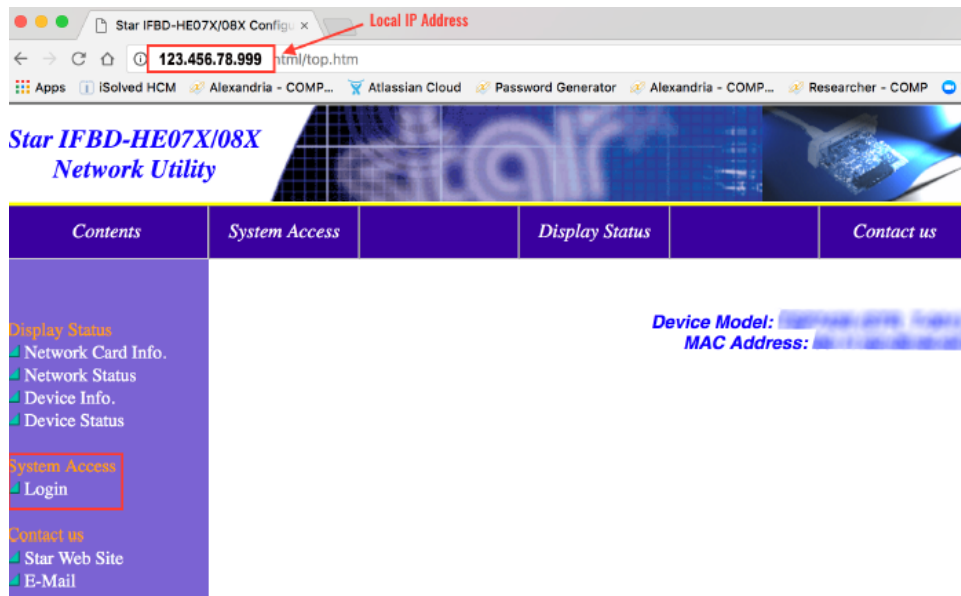 Star IFBD-HE07X/08X Config × Local IP Address
123.456.78.999 html/top.htm
Apps iSolved HCM Alexandria - COMP... Atlassian Cloud Password Generator Alexandria - COMP... Researcher - COMP
Star IFBD-HE07X/08X
Network Utility
star
Contents System Access Display Status Contact us
Device Model:
MAC Address:
Display Status
Network Card Info.
Network Status
Device Info.
Device Status
System Access
Login
Contact us
Star Web Site
E-Mail